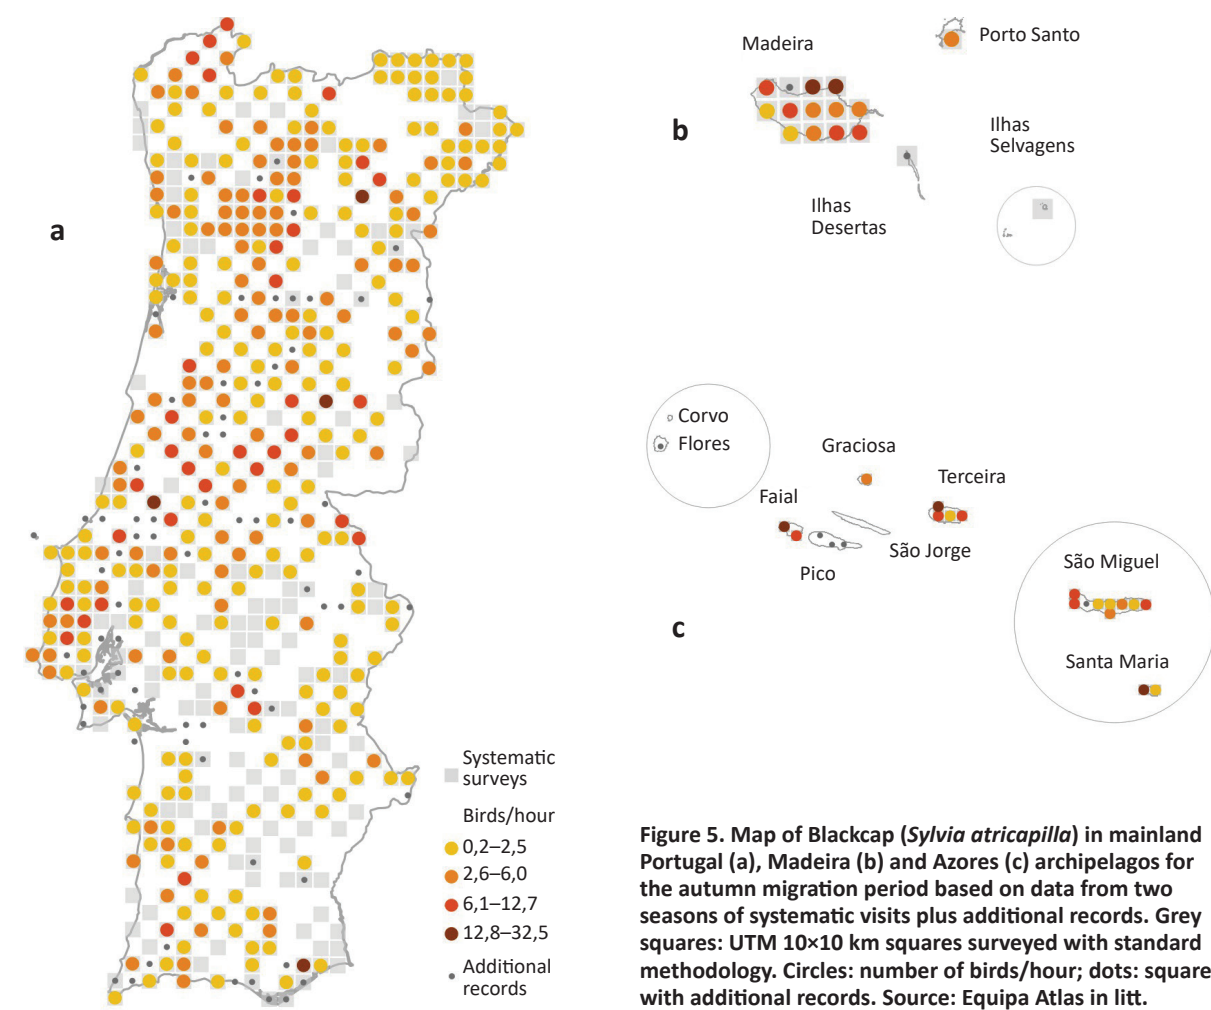 a
Systematic
surveys
Birds/hour
0,2–2,5
2,6–6,0
6,1–12,7
12,8–32,5
Additional
records
b
Madeira
Porto Santo
Ilhas
Desertas
Ilhas
Selvagens
c
Corvo
Flores
Graciosa
Terceira
Faial
São Jorge
Pico
São Miguel
Santa Maria
Figure 5. Map of Blackcap (Sylvia atricapilla) in mainland
Portugal (a), Madeira (b) and Azores (c) archipelagos for
the autumn migration period based on data from two
seasons of systematic visits plus additional records. Grey
squares: UTM 10×10 km squares surveyed with standard
methodology. Circles: number of birds/hour; dots: square
with additional records. Source: Equipa Atlas in litt.